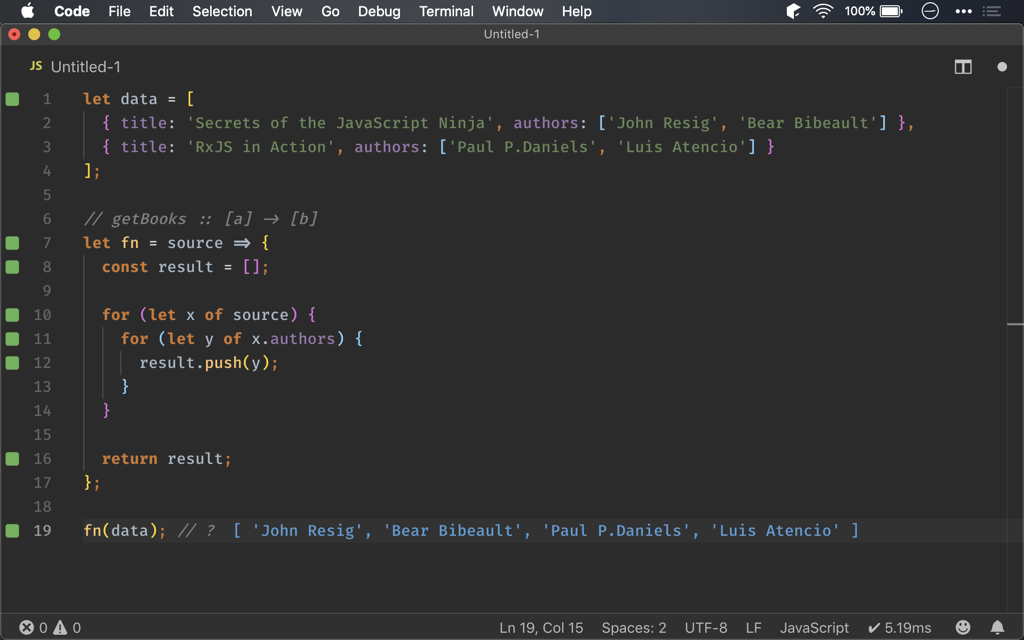 Code File Edit Selection View Go Debug Terminal Window Help 100%
Untitled-1
JS Untitled-1
1 let data = [
2 { title: 'Secrets of the JavaScript Ninja', authors: ['John Resig', 'Bear Bibeault'] },
3 { title: 'RxJS in Action', authors: ['Paul P.Daniels', 'Luis Atencio'] }
4 ];
5
6 // getBooks :: [a] → [b]
7 let fn = source ⇒ {
8 const result = [];
9
10 for (let x of source) {
11 for (let y of x.authors) {
12 result.push(y);
13 }
14 }
15
16 return result;
17 };
18
19 fn(data); // ? [ 'John Resig', 'Bear Bibeault', 'Paul P.Daniels', 'Luis Atencio' ]
0 0 Ln 19, Col 15 Spaces: 2 UTF-8 LF JavaScript ✔ 5.19ms